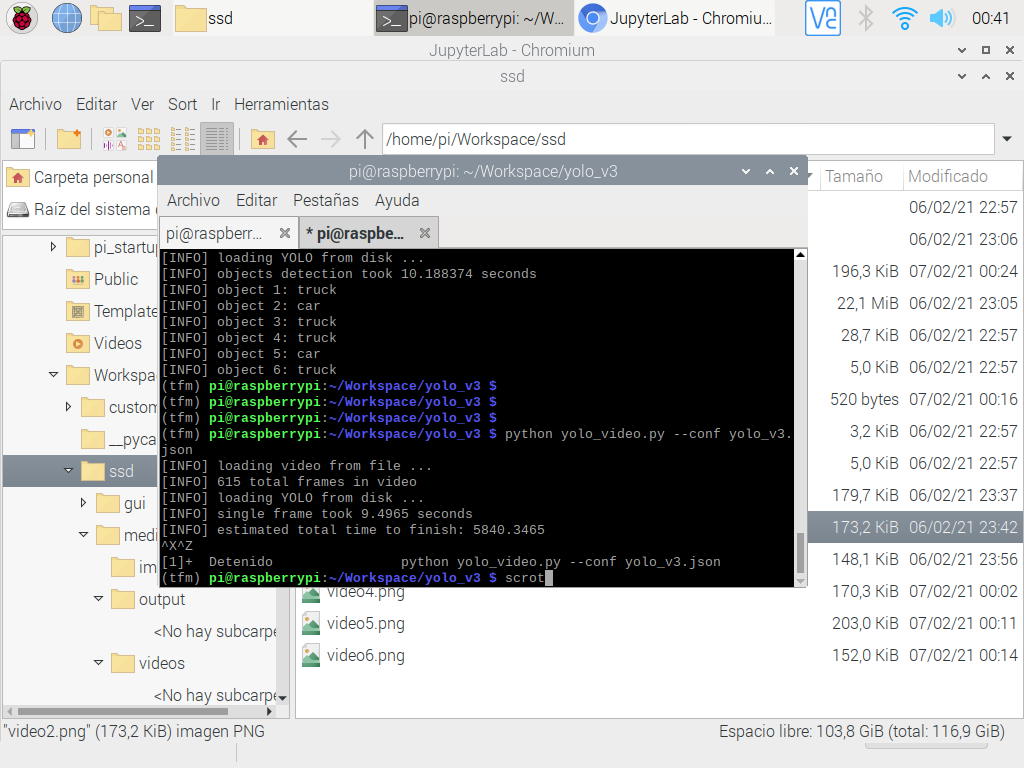 ssd
pi@raspberrypi: ~/W...
JupyterLab - Chromiu...
00:41
JupyterLab - Chromium
ssd
Archivo Editar Ver Sort Ir Herramientas
/home/pi/Workspace/ssd
Carpeta personal
Raíz del sistema
Tamaño Modificado
pi_startu
Public
Template
Videos
Workspa
custom
__pyca
ssd
gui
medi
im
output
<No hay subcarpe
videos
<No hay subcarpe
pi@raspberrypi: ~/Workspace/yolo_v3
Archivo Editar Pestañas Ayuda
pi@raspberr...
* pi@raspbe...
[INFO] loading YOLO from disk ...
[INFO] objects detection took 10.188374 seconds
[INFO] object 1: truck
[INFO] object 2: car
[INFO] object 3: truck
[INFO] object 4: truck
[INFO] object 5: car
[INFO] object 6: truck
(tfm) pi@raspberrypi:~/Workspace/yolo_v3 $
(tfm) pi@raspberrypi:~/Workspace/yolo_v3 $
(tfm) pi@raspberrypi:~/Workspace/yolo_v3 $
(tfm) pi@raspberrypi:~/Workspace/yolo_v3 $ python yolo_video.py --conf yolo_v3.
json
[INFO] loading video from file ...
[INFO] 615 total frames in video
[INFO] loading YOLO from disk ...
[INFO] single frame took 9.4965 seconds
[INFO] estimated total time to finish: 5840.3465
^X^Z
[1]+  Detenido                python yolo_video.py --conf yolo_v3.json
(tfm) pi@raspberrypi:~/Workspace/yolo_v3 $ scrot
06/02/21 22:57
06/02/21 23:06
196,3 KiB 07/02/21 00:24
22,1 MiB 06/02/21 23:05
28,7 KiB 06/02/21 22:57
5,0 KiB 06/02/21 22:57
520 bytes 07/02/21 00:16
3,2 KiB 06/02/21 22:57
5,0 KiB 06/02/21 22:57
179,7 KiB 06/02/21 23:37
173,2 KiB 06/02/21 23:42
148,1 KiB 06/02/21 23:56
video4.png 170,3 KiB 07/02/21 00:02
video5.png 203,0 KiB 07/02/21 00:11
video6.png 152,0 KiB 07/02/21 00:14
"video2.png" (173,2 KiB) imagen PNG
Espacio libre: 103,8 GiB (total: 116,9 GiB)